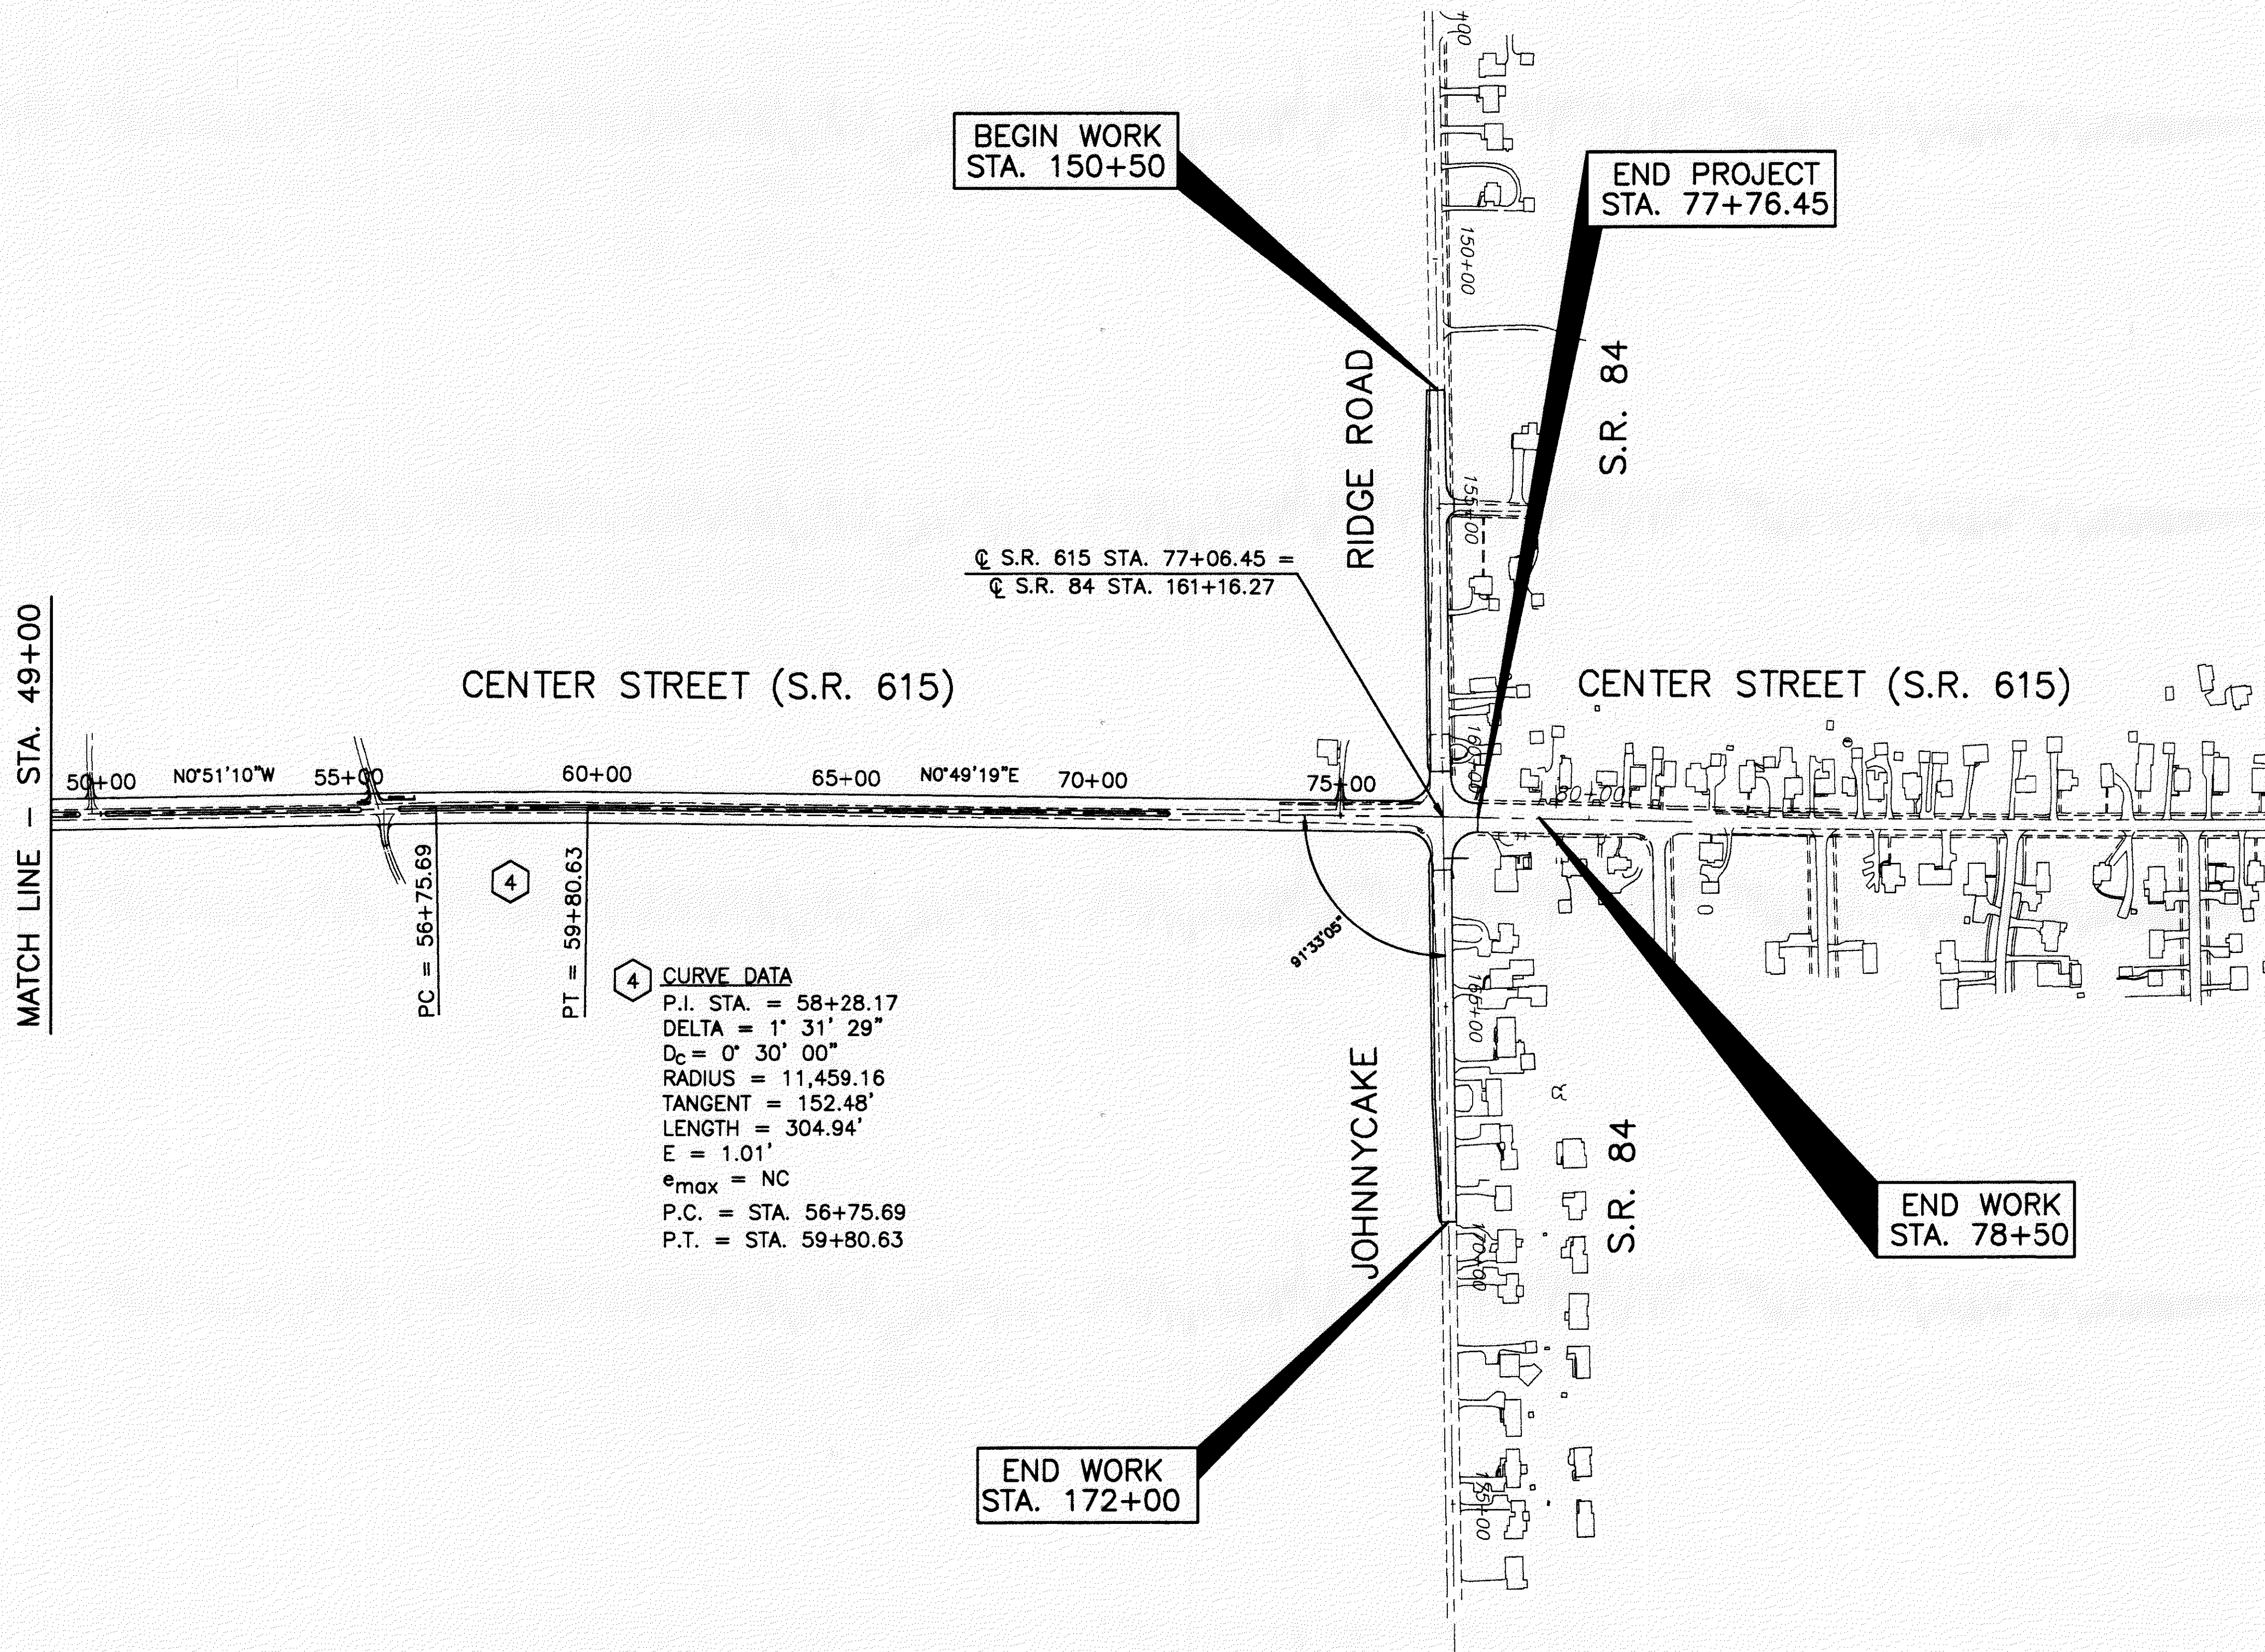 BEGIN WORK
STA. 150+50
END PROJECT
STA. 77+76.45
150+00
RIDGE ROAD
S.R. 84
155+00
℄ S.R. 615 STA. 77+06.45 =
℄ S.R. 84 STA. 161+16.27
MATCH LINE – STA. 49+00
CENTER STREET (S.R. 615)
CENTER STREET (S.R. 615)
160+00
50+00
N0°51'10"W
55+00
60+00
65+00
N0°49'19"E
70+00
75+00
80+00
PC = 56+75.69
4
PT = 59+80.63
91°33'05"
4
CURVE DATA
P.I. STA. = 58+28.17
DELTA = 1° 31' 29"
Dc = 0° 30' 00"
RADIUS = 11,459.16
TANGENT = 152.48'
LENGTH = 304.94'
E = 1.01'
emax = NC
P.C. = STA. 56+75.69
P.T. = STA. 59+80.63
165+00
JOHNNYCAKE
S.R. 84
170+00
END WORK
STA. 78+50
END WORK
STA. 172+00
175+00